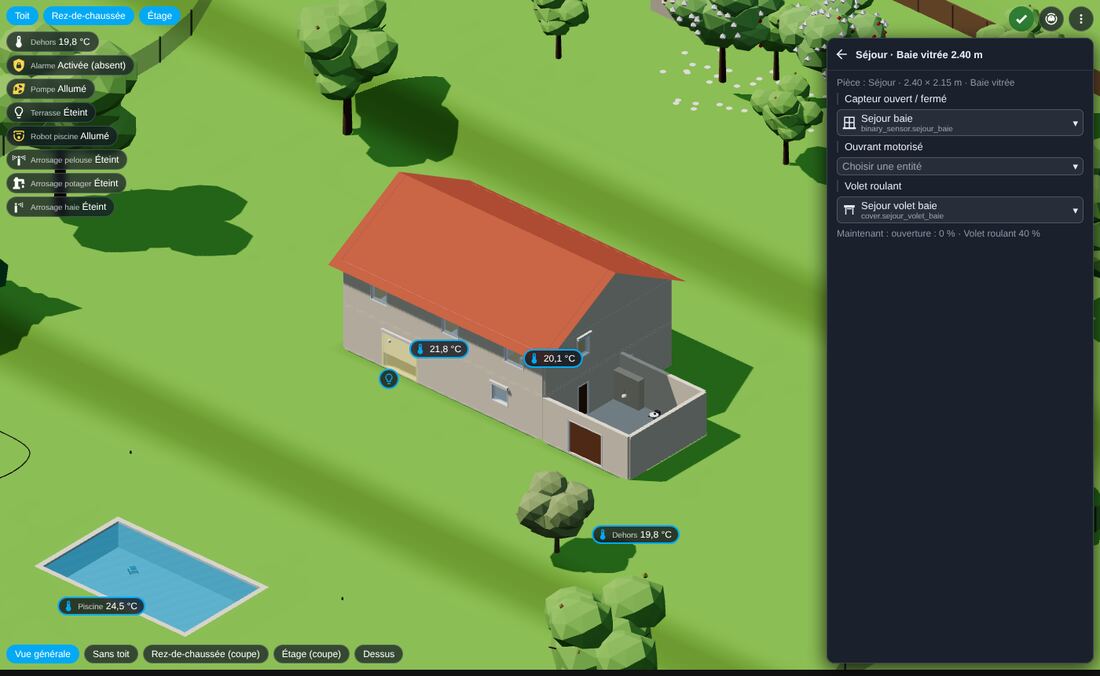 Toit
Rez-de-chaussée
Étage
Dehors 19,8 °C
Alarme Activée (absent)
Pompe Allumé
Terrasse Éteint
Robot piscine Allumé
Arrosage pelouse Éteint
Arrosage potager Éteint
Arrosage haie Éteint
21,8 °C
20,1 °C
Dehors 19,8 °C
Piscine 24,5 °C
Vue générale
Sans toit
Rez-de-chaussée (coupe)
Étage (coupe)
Dessus
Séjour · Baie vitrée 2.40 m
Pièce : Séjour · 2.40 × 2.15 m · Baie vitrée
Capteur ouvert / fermé
Sejour baie
binary_sensor.sejour_baie
Ouvrant motorisé
Choisir une entité
Volet roulant
Sejour volet baie
cover.sejour_volet_baie
Maintenant : ouverture : 0 % · Volet roulant 40 %